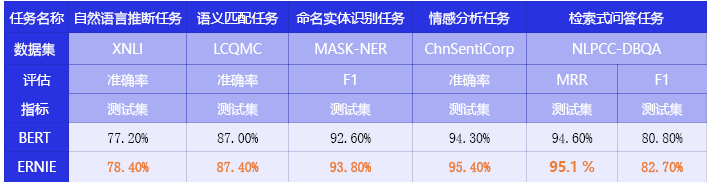 任务名称 自然语言推断任务 语义匹配任务 命名实体识别任务 情感分析任务 检索式问答任务
数据集 XNLI LCQMC MASK-NER ChnSentiCorp NLPCC-DBQA
评估 准确率 准确率 F1 准确率 MRR F1
指标 测试集 测试集 测试集 测试集 测试集 测试集
BERT 77.20% 87.00% 92.60% 94.30% 94.60% 80.80%
ERNIE 78.40% 87.40% 93.80% 95.40% 95.1 % 82.70%